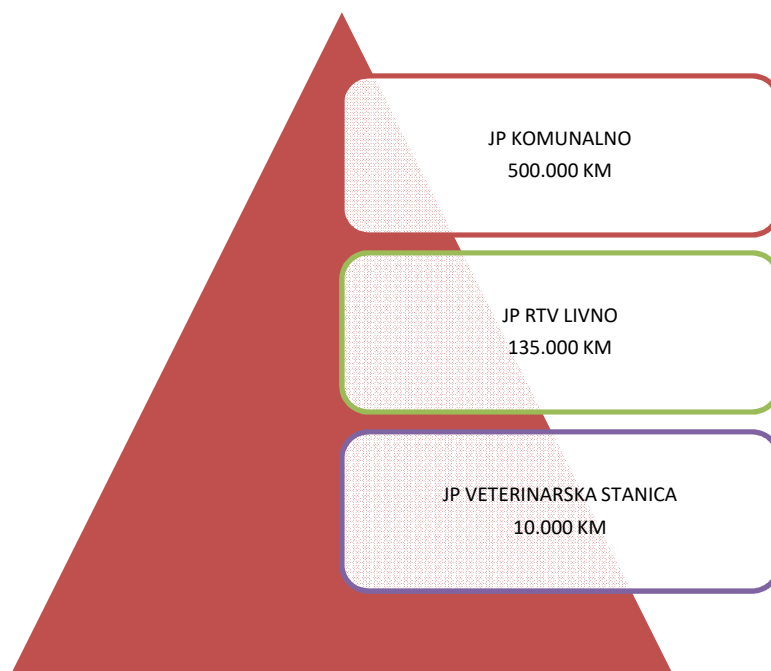 JP KOMUNALNO
500.000 KM
JP RTV LIVNO
135.000 KM
JP VETERINARSKA STANICA
10.000 KM